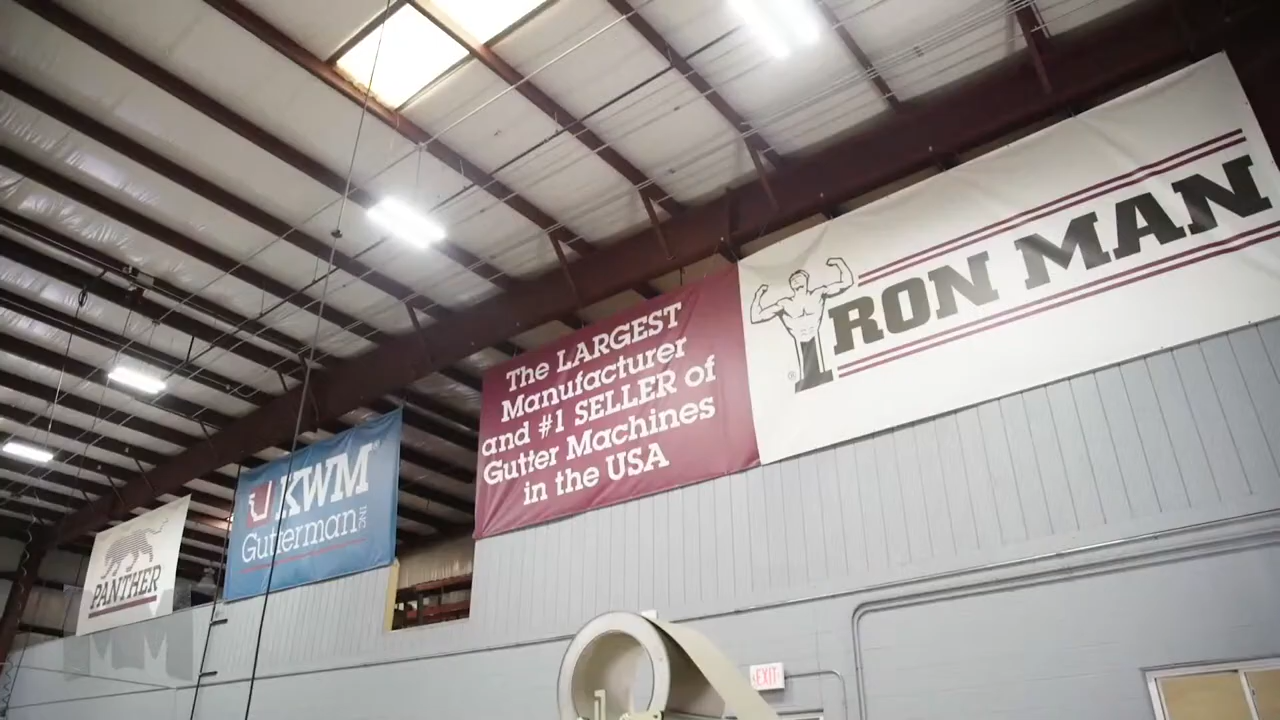 PANTHER
KWM®
Gutterman INC
The LARGEST
Manufacturer
and #1 SELLER of
Gutter Machines
in the USA
IRON MAN
®
EXIT